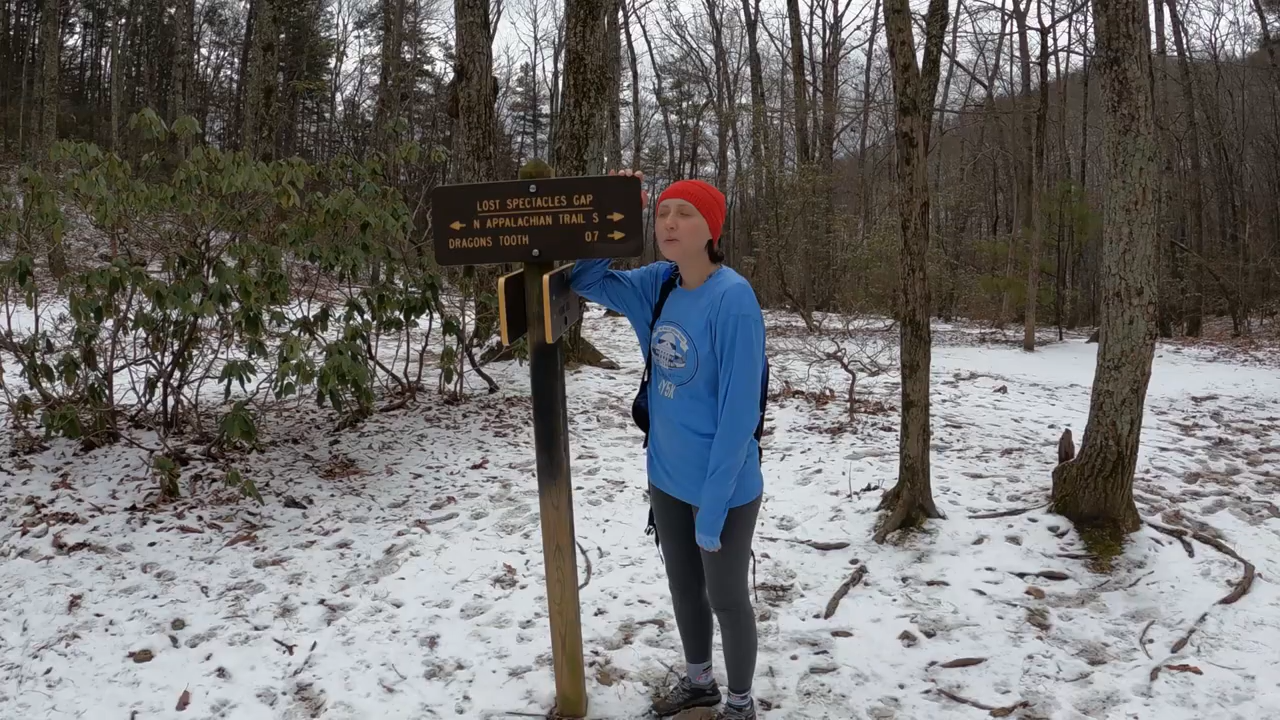 LOST SPECTACLES GAP
N APPALACHIAN TRAIL S
DRAGONS TOOTH 0.7